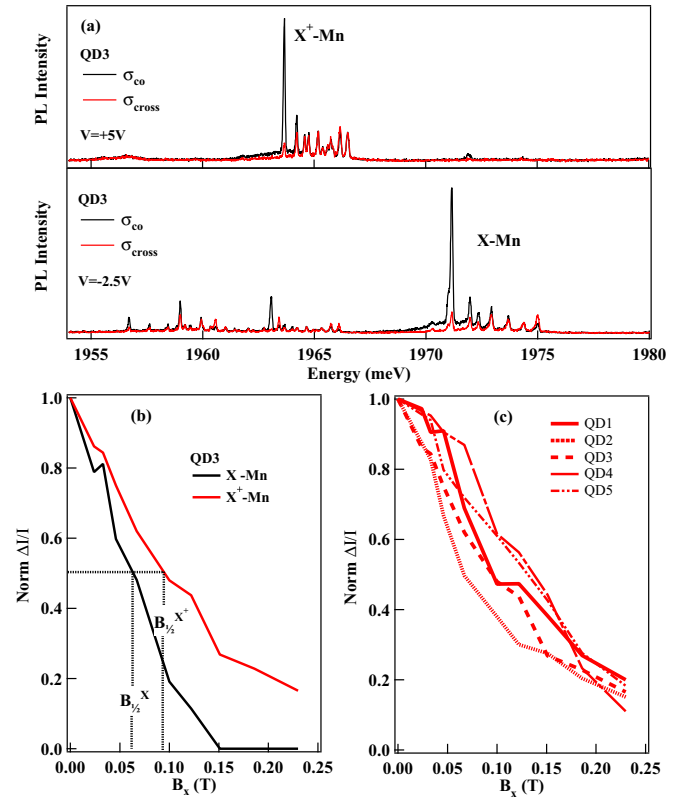 (a)
X⁺-Mn
QD3
σco
σcross
V=+5V
PL Intensity
QD3
σco
σcross
V=-2.5V
X-Mn
PL Intensity
1955 1960 1965 1970 1975 1980
Energy (meV)
(b)
QD3
X -Mn
X⁺-Mn
1.0
0.8
0.6
0.4
0.2
0.0
Norm ΔI/I
B½^X⁺
B½^X
0.00 0.05 0.10 0.15 0.20 0.25
Bx (T)
(c)
QD1
QD2
QD3
QD4
QD5
1.0
0.8
0.6
0.4
0.2
0.0
Norm ΔI/I
0.00 0.05 0.10 0.15 0.20 0.25
Bx (T)